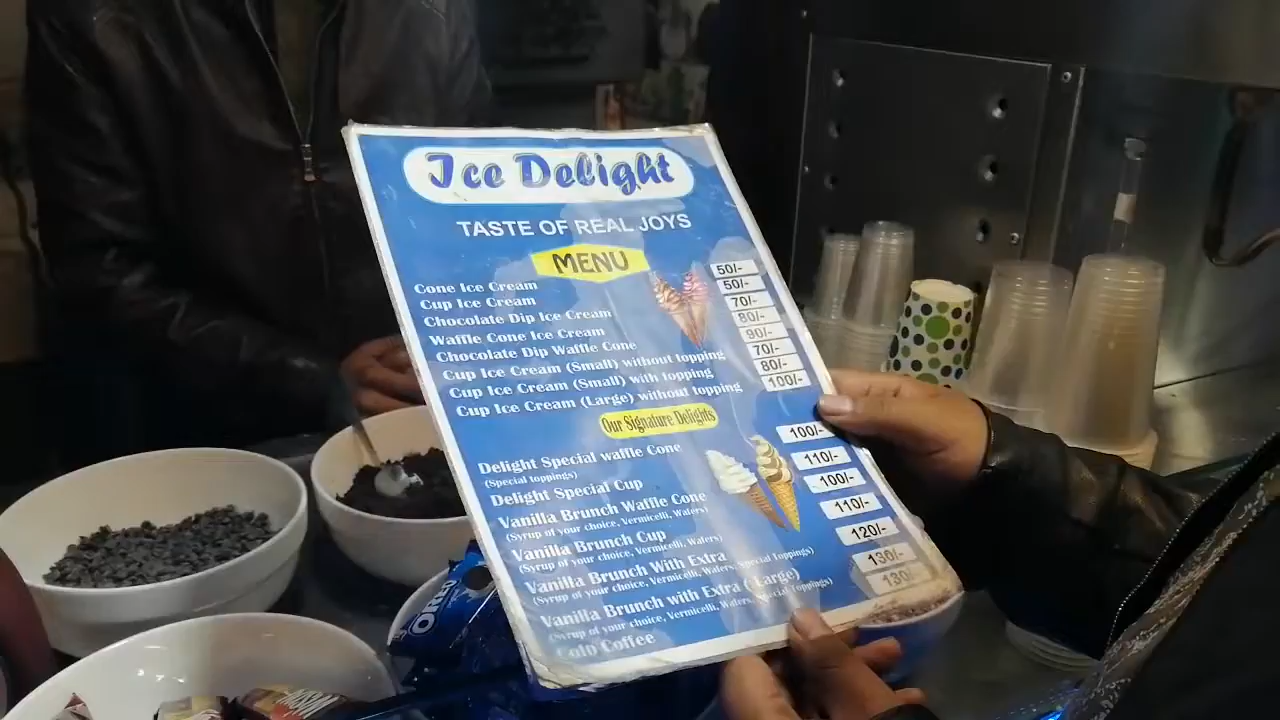 Ice Delight
TASTE OF REAL JOYS
MENU
Cone Ice Cream 50/-
Cup Ice Cream 50/-
Chocolate Dip Ice Cream 70/-
Waffle Cone Ice Cream 80/-
Chocolate Dip Waffle Cone 90/-
Cup Ice Cream (Small) without topping 70/-
Cup Ice Cream (Small) with topping 80/-
Cup Ice Cream (Large) without topping 100/-
Our Signature Delights
Delight Special waffle Cone 100/-
(Special toppings)
Delight Special Cup 110/-
Vanilla Brunch Waffle Cone 100/-
(Syrup of your choice, Vermicelli, Wafers)
Vanilla Brunch Cup 110/-
(Syrup of your choice, Vermicelli, Wafers)
Vanilla Brunch With Extra 120/-
(Syrup of your choice, Vermicelli, Wafers, Special Toppings)
Vanilla Brunch with Extra (Large) 130/-
(Syrup of your choice, Vermicelli, Wafers, Special Toppings)
Cold Coffee 130/-
OREO